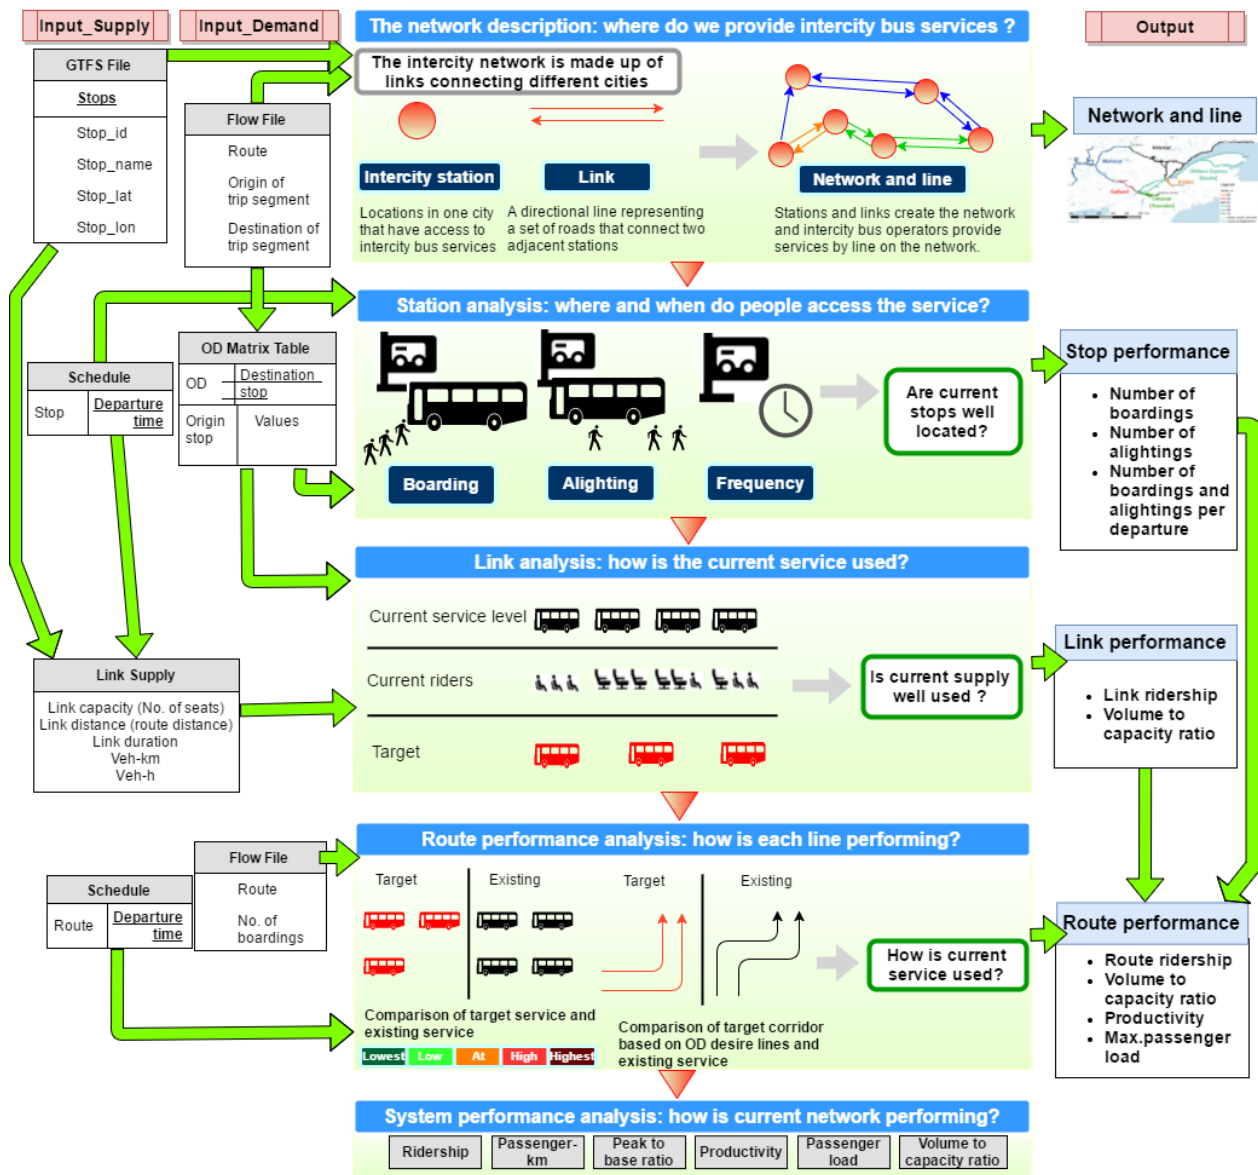 Input_Supply
Input_Demand
The network description: where do we provide intercity bus services ?
Output
GTFS File
Stops
Stop_id
Stop_name
Stop_lat
Stop_lon
Flow File
Route
Origin of
trip segment
Destination of
trip segment
The intercity network is made up of
links connecting different cities
Intercity station
Link
Network and line
Locations in one city
that have access to
intercity bus services
A directional line representing
a set of roads that connect two
adjacent stations
Stations and links create the network
and intercity bus operators provide
services by line on the network.
Network and line
Station analysis: where and when do people access the service?
Schedule
Stop
Departure
time
OD Matrix Table
OD
Destination
stop
Origin
stop
Values
Boarding
Alighting
Frequency
Are current
stops well
located?
Stop performance
• Number of
boardings
• Number of
alightings
• Number of
boardings and
alightings per
departure
Link analysis: how is the current service used?
Current service level
Current riders
Target
Is current supply
well used ?
Link Supply
Link capacity (No. of seats)
Link distance (route distance)
Link duration
Veh-km
Veh-h
Link performance
• Link ridership
• Volume to
capacity ratio
Route performance analysis: how is each line performing?
Flow File
Route
No. of
boardings
Schedule
Route
Departure
time
Target
Existing
Target
Existing
How is current
service used?
Comparison of target service and
existing service
Lowest
Low
At
High
Highest
Comparison of target corridor
based on OD desire lines and
existing service
Route performance
• Route ridership
• Volume to
capacity ratio
• Productivity
• Max.passenger
load
System performance analysis: how is current network performing?
Ridership
Passenger-
km
Peak to
base ratio
Productivity
Passenger
load
Volume to
capacity ratio